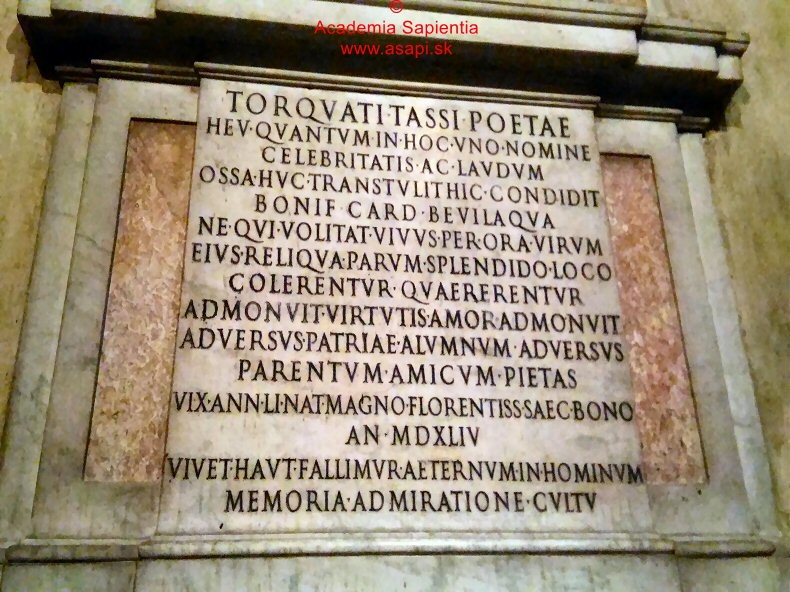 ©
Academia Sapientia
www.asapi.sk
TORQVATI·TASSI·POETAE
HEV·QVANTVM·IN·HOC·VNO·NOMINE
CELEBRITATIS·AC·LAVDVM
OSSA·HVC·TRANSTVLIT·HIC·CONDIDIT
BONIF·CARD·BEVILAQVA
NE·QVI·VOLITAT·VIVVS·PER·ORA·VIRVM
EIVS·RELIQVA·PARVM·SPLENDIDO·LOCO
COLERENTVR·QVAERERENTVR
ADMONVIT·VIRTVTIS·AMOR·ADMONVIT
ADVERSVS·PATRIAE·ALVMNVM·ADVERSVS
PARENTVM·AMICVM·PIETAS
VIX·ANN·LI·NAT·MAGNO·FLORENTISS·SAEC·BONO
AN·MDXLIV
VIVET·HAVT·FALLIMVR·AETERNVM·IN·HOMINVM
MEMORIA·ADMIRATIONE·CVLTV